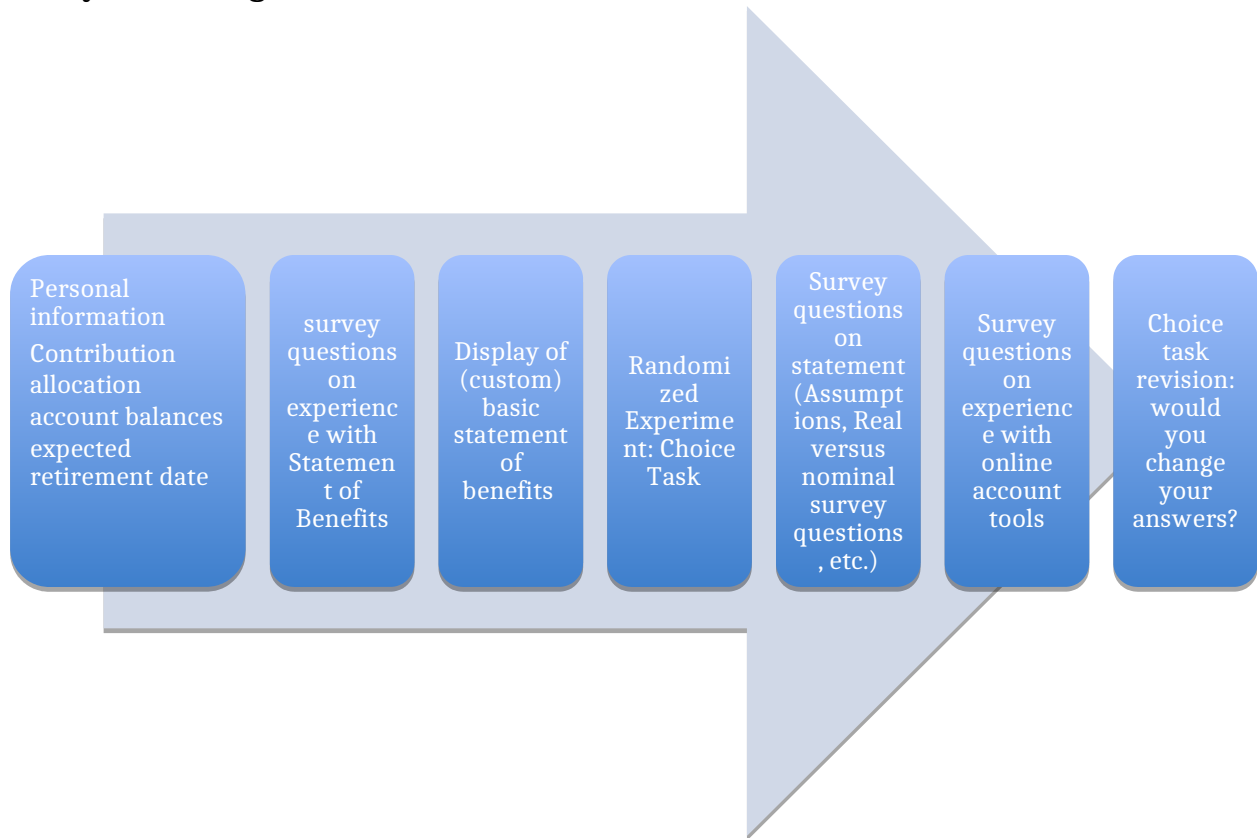 Personal
information
Contribution
allocation
account balances
expected
retirement date
survey
questions
on
experienc
e with
Statemen
t of
Benefits
Display of
(custom)
basic
statement
of
benefits
Randomi
zed
Experime
nt: Choice
Task
Survey
questions
on
statement
(Assumpt
ions, Real
versus
nominal
survey
questions
, etc.)
Survey
questions
on
experienc
e with
online
account
tools
Choice
task
revision:
would
you
change
your
answers?